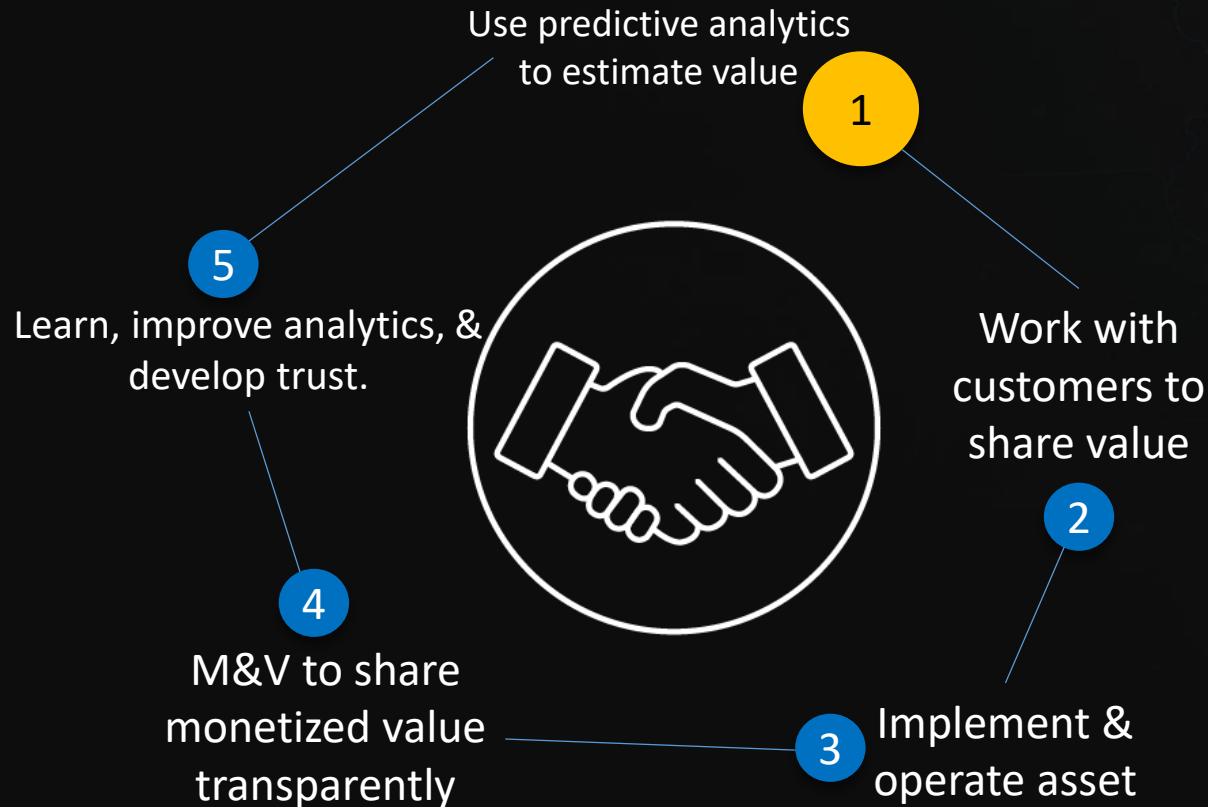 Use predictive analytics
to estimate value
1
Work with
customers to
share value
2
Implement &
operate asset
3
M&V to share
monetized value
transparently
4
Learn, improve analytics, &
develop trust.
5